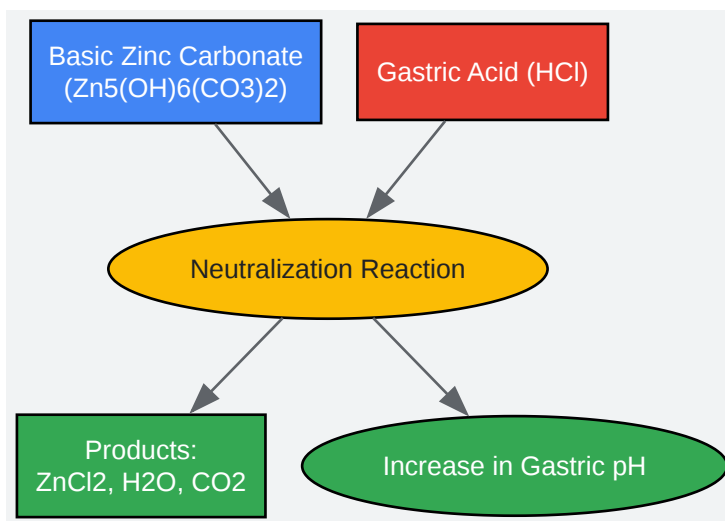 Basic Zinc Carbonate
(Zn5(OH)6(CO3)2)
Gastric Acid (HCl)
Neutralization Reaction
Products:
ZnCl2, H2O, CO2
Increase in Gastric pH